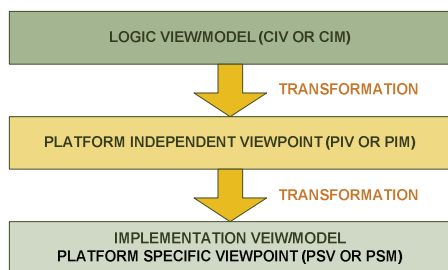 LOGIC VIEW/MODEL (CIV OR CIM)
TRANSFORMATION
PLATFORM INDEPENDENT VIEWPOINT (PIV OR PIM)
TRANSFORMATION
IMPLEMENTATION VEIW/MODEL
PLATFORM SPECIFIC VIEWPOINT (PSV OR PSM)